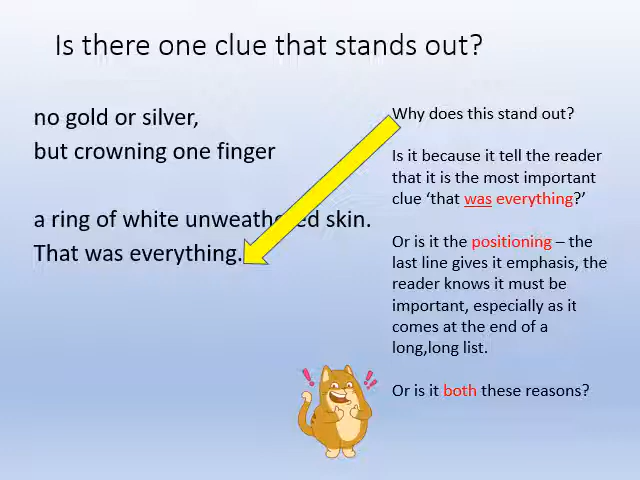 Is there one clue that stands out?
no gold or silver,
but crowning one finger
a ring of white unweathered skin.
That was everything.
Why does this stand out?
Is it because it tell the reader
that it is the most important
clue ‘that was everything?’
Or is it the positioning – the
last line gives it emphasis, the
reader knows it must be
important, especially as it
comes at the end of a
long,long list.
Or is it both these reasons?